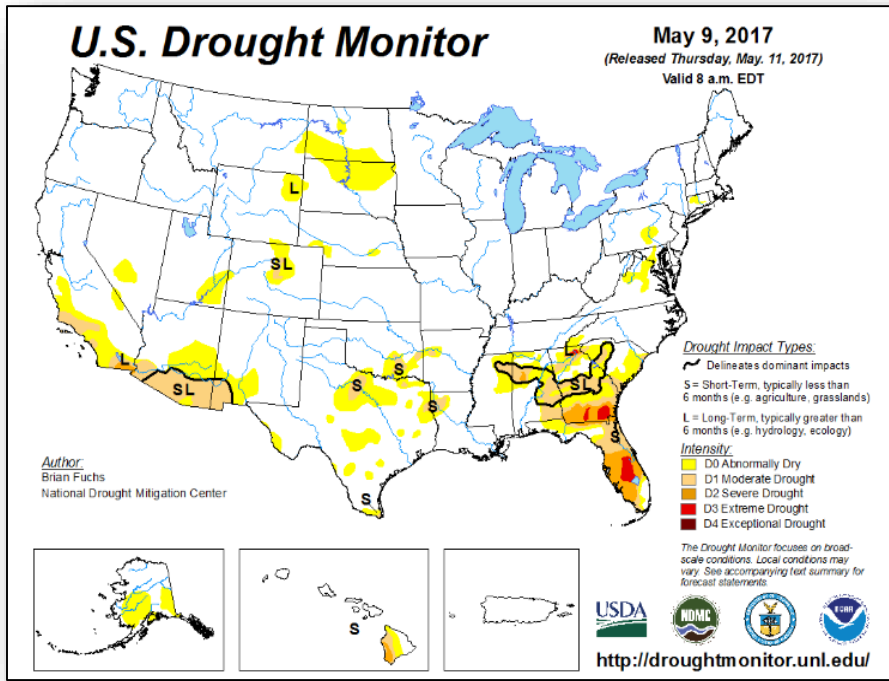 U.S. Drought Monitor
May 9, 2017
(Released Thursday, May. 11, 2017)
Valid 8 a.m. EDT
L
SL
L
SL
S
S
S
S
L
SL
S
Drought Impact Types:
Delineates dominant impacts
S = Short-Term, typically less than
6 months (e.g. agriculture, grasslands)
L = Long-Term, typically greater than
6 months (e.g. hydrology, ecology)
Intensity:
D0 Abnormally Dry
D1 Moderate Drought
D2 Severe Drought
D3 Extreme Drought
D4 Exceptional Drought
Author:
Brian Fuchs
National Drought Mitigation Center
The Drought Monitor focuses on broad-
scale conditions. Local conditions may
vary. See accompanying text summary for
forecast statements.
S
USDA
NDMC
http://droughtmonitor.unl.edu/